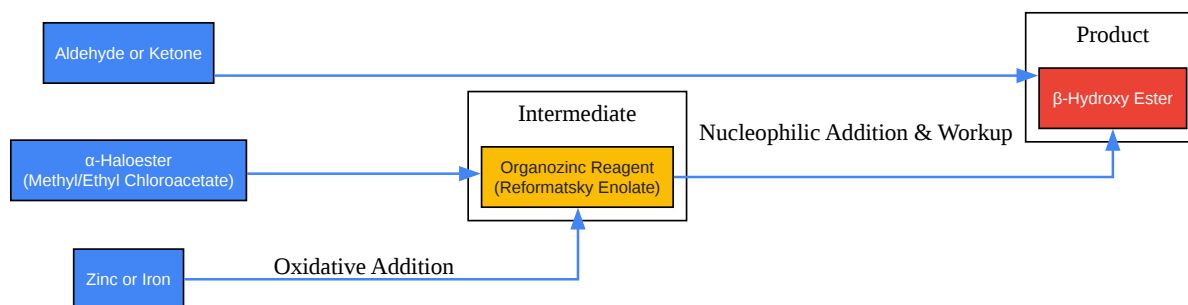 Aldehyde or Ketone
Product
β-Hydroxy Ester
Intermediate
Nucleophilic Addition & Workup
α-Haloester
(Methyl/Ethyl Chloroacetate)
Organozinc Reagent
(Reformatsky Enolate)
Zinc or Iron
Oxidative Addition